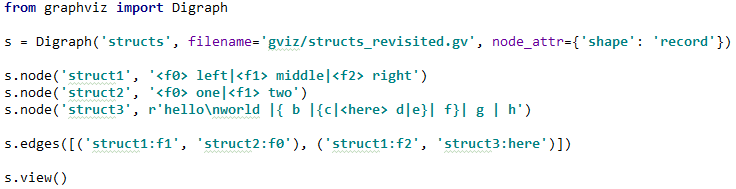 from graphviz import Digraph
s = Digraph('structs', filename='gviz/structs_revisited.gv', node_attr={'shape': 'record'})
s.node('struct1', '<f0> left|<f1> middle|<f2> right')
s.node('struct2', '<f0> one|<f1> two')
s.node('struct3', r'hello\nworld |{ b |{c|<here> d|e}| f}| g | h')
s.edges([('struct1:f1', 'struct2:f0'), ('struct1:f2', 'struct3:here')])
s.view()